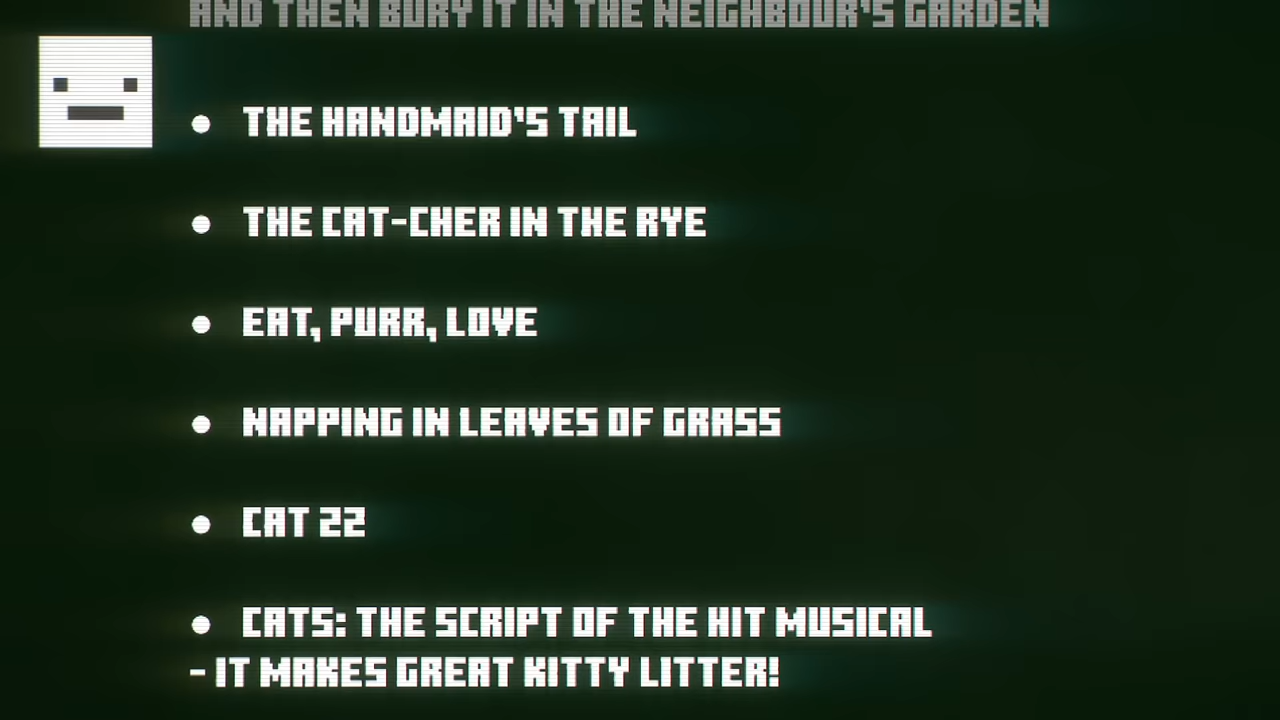 AND THEN BURY IT IN THE NEIGHBOUR'S GARDEN
● THE HANDMAID'S TAIL
● THE CAT-CHER IN THE RYE
● EAT, PURR, LOVE
● NAPPING IN LEAVES OF GRASS
● CAT 22
● CATS: THE SCRIPT OF THE HIT MUSICAL
- IT MAKES GREAT KITTY LITTER!